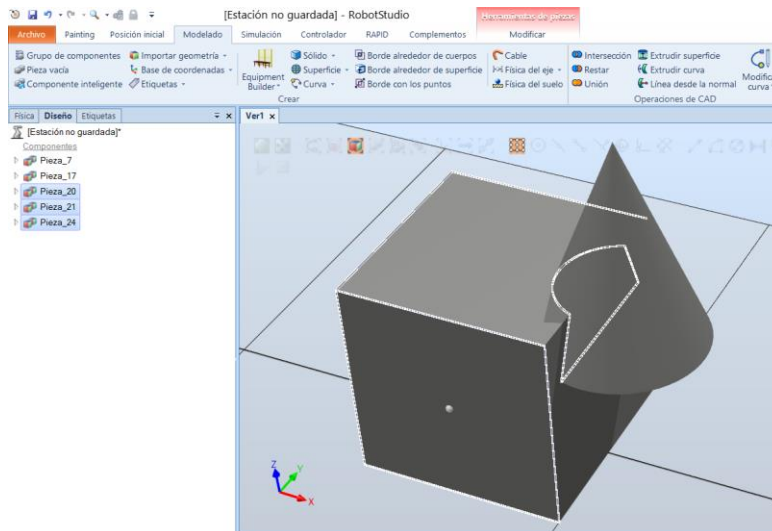 [Estación no guardada] - RobotStudio
Herramientas de piezas
Archivo Painting Posición inicial Modelado Simulación Controlador RAPID Complementos Modificar
Grupo de componentes Importar geometría Sólido Borde alrededor de cuerpos Cable Intersección Extrudir superficie
Pieza vacía Base de coordenadas Superficie Borde alrededor de superficie Física del eje Restar Extrudir curva
Componente inteligente Etiquetas Equipment Builder Curva Borde con los puntos Física del suelo Unión Línea desde la normal Modific curva
Crear Operaciones de CAD
Física Diseño Etiquetas Ver1
[Estación no guardada]*
Componentes
Pieza_7
Pieza_17
Pieza_20
Pieza_21
Pieza_24
Z
Y
X